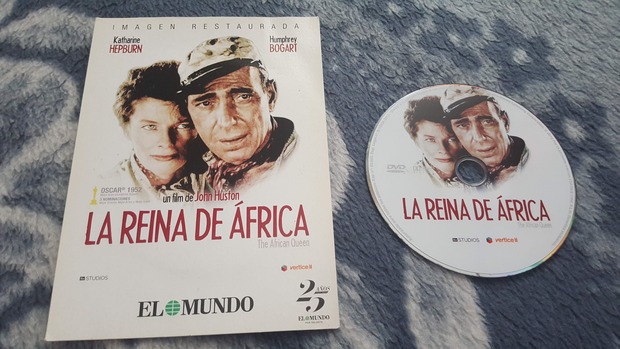 IMAGEN RESTAURADA
Katharine
HEPBURN
Humphrey
BOGART
OSCAR® 1952
un film de John Huston
LA REINA DE ÁFRICA
The African Queen
itv STUDIOS
vertice
EL MUNDO
25
AÑOS
EL MUNDO
DVD
LA REINA DE ÁFRICA
The African Queen
itv STUDIOS
vertice